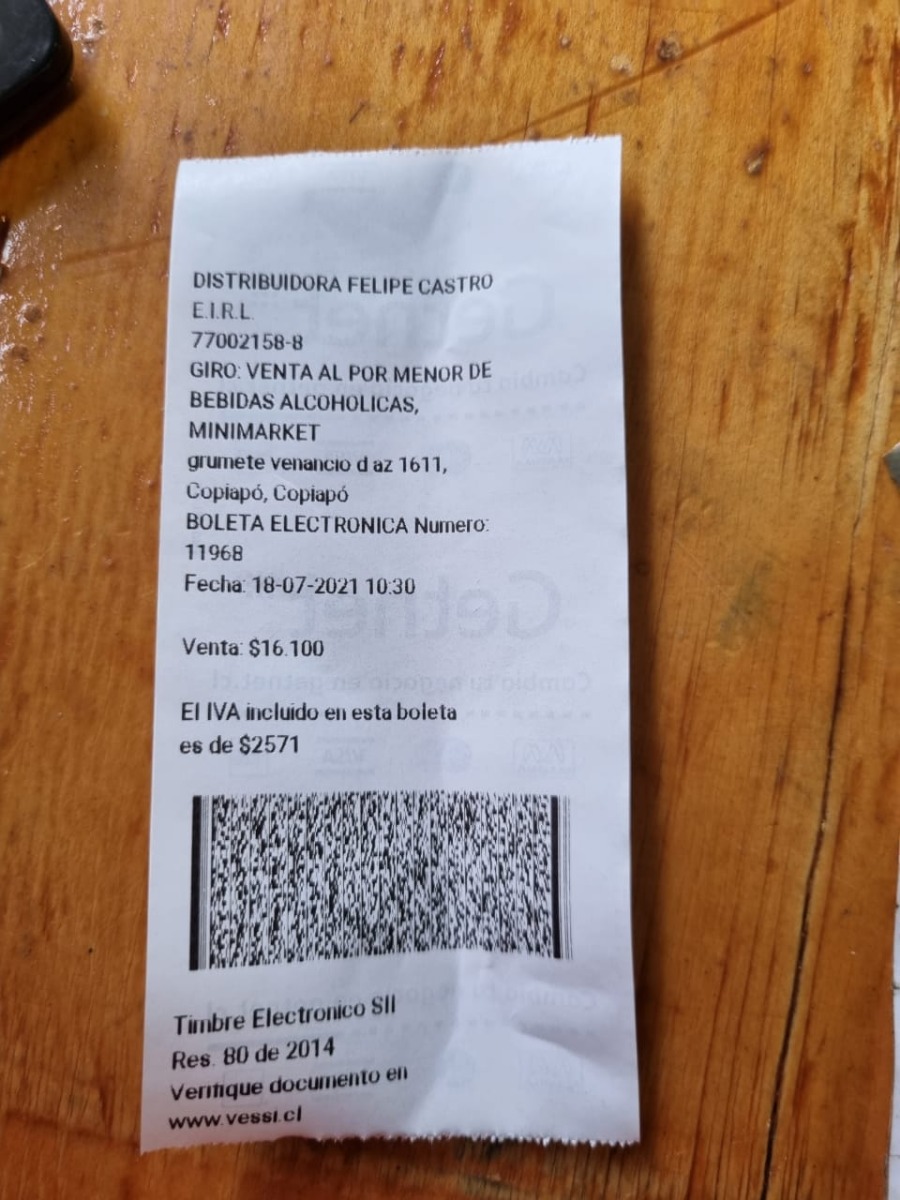 DISTRIBUIDORA FELIPE CASTRO
E.I.R.L.
77002158-8
GIRO: VENTA AL POR MENOR DE
BEBIDAS ALCOHOLICAS,
MINIMARKET
grumete venancio d az 1611,
Copiapó, Copiapó
BOLETA ELECTRONICA Numero:
11968
Fecha: 18-07-2021 10:30
Venta: $16.100
El IVA incluido en esta boleta
es de $2571
Timbre Electronico SII
Res. 80 de 2014
Verifique documento en
www.vessi.cl